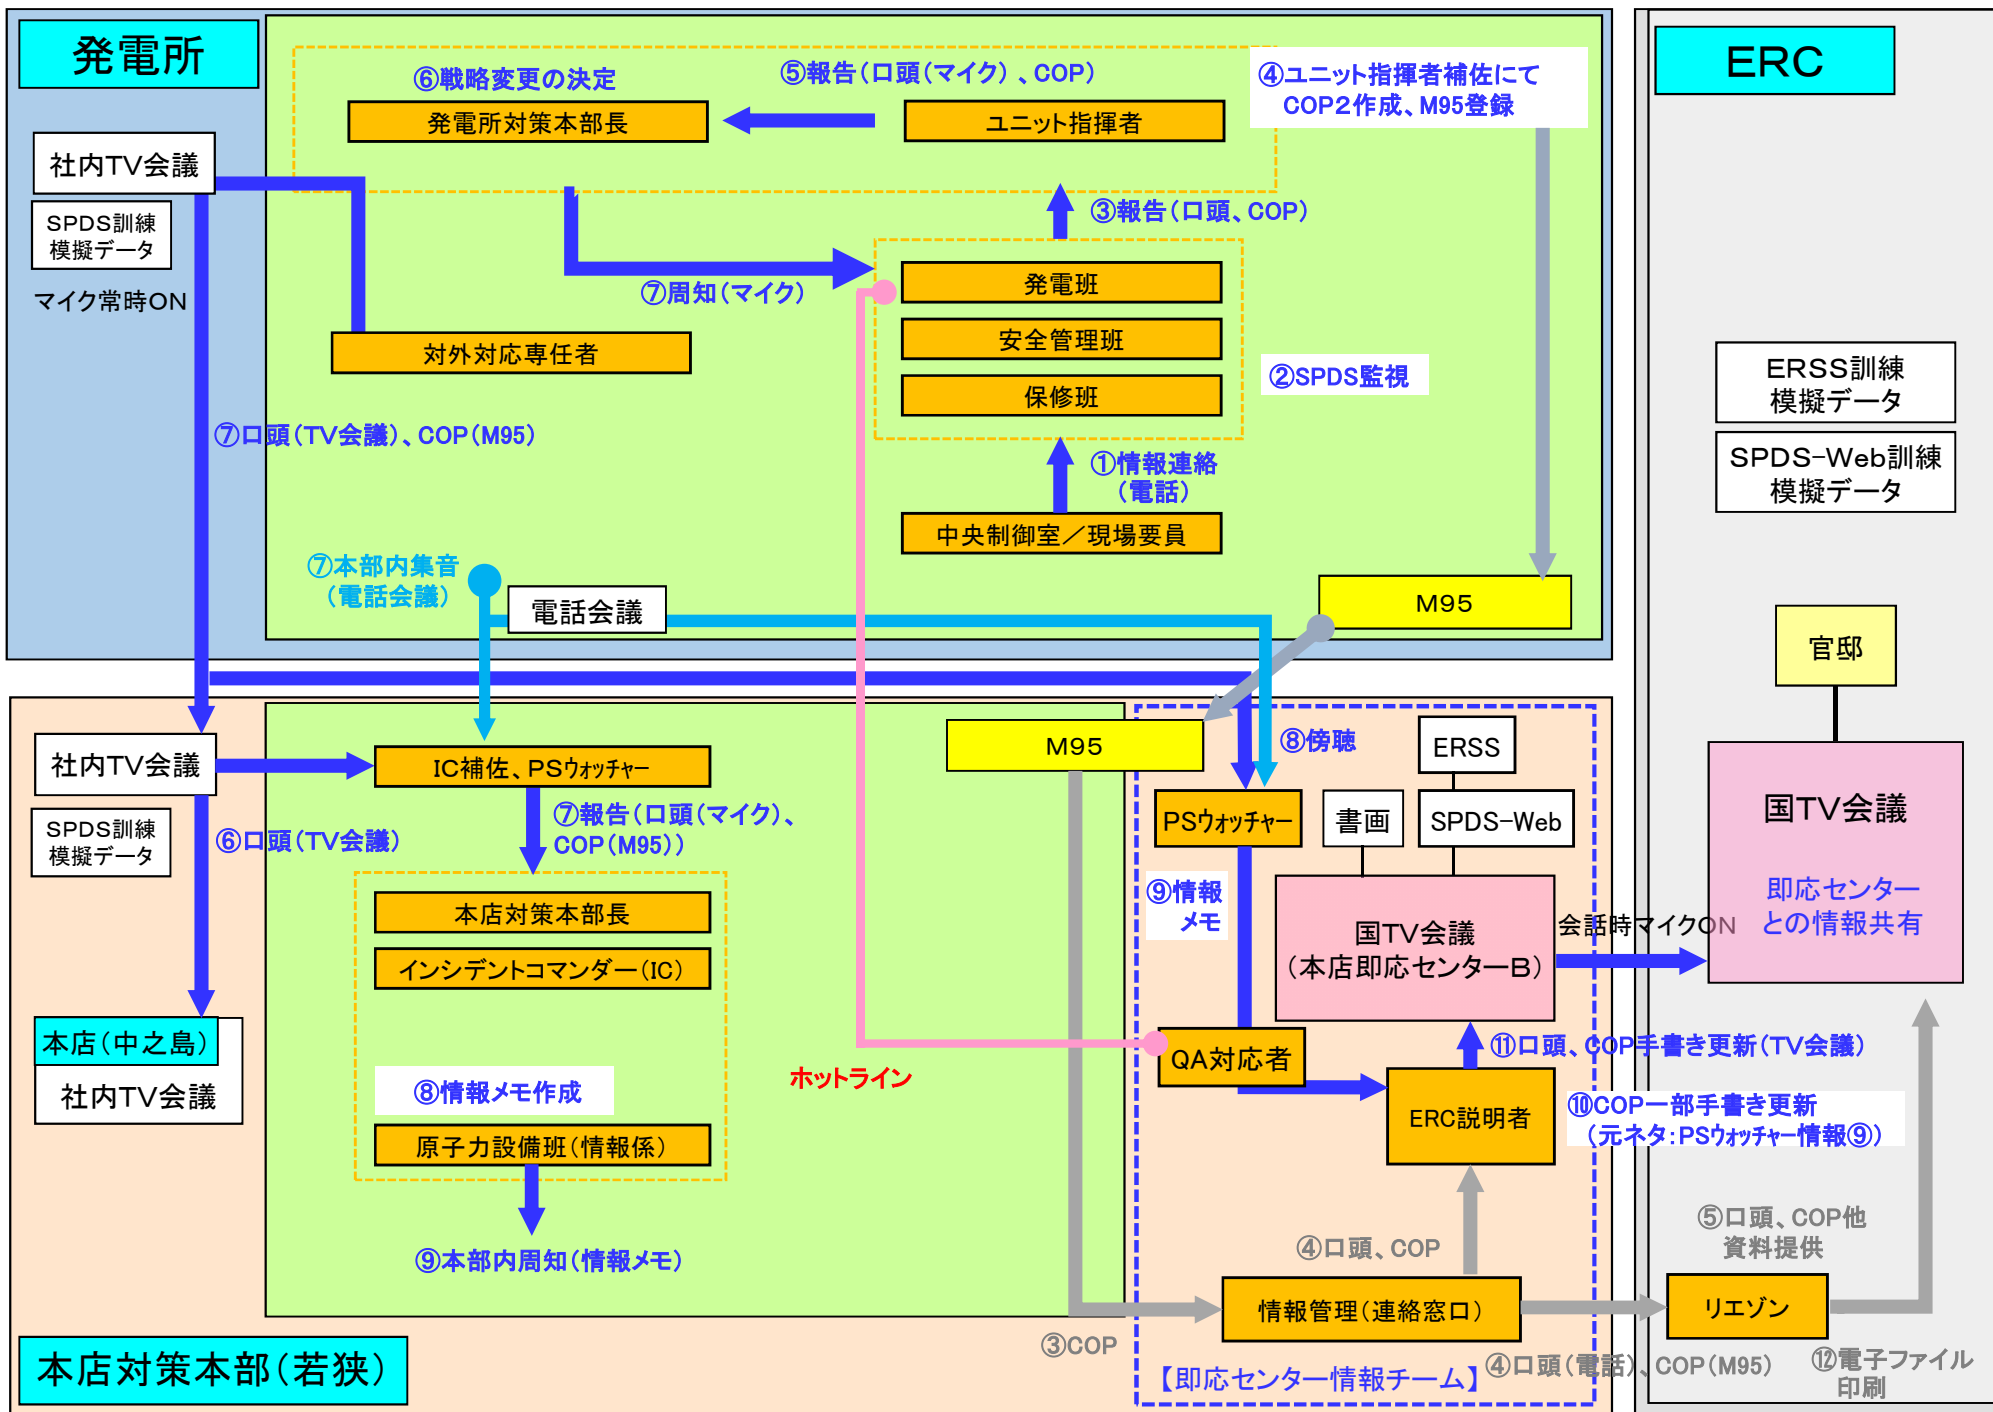 発電所
⑥戦略変更の決定
発電所対策本部長
⑤報告(口頭(マイク)、COP)
ユニット指揮者
④ユニット指揮者補佐にて
COP2作成、M95登録
社内TV会議
SPDS訓練
模擬データ
マイク常時ON
③報告(口頭、COP)
⑦周知(マイク)
発電班
安全管理班
保修班
対外対応専任者
②SPDS監視
⑦口頭(TV会議)、COP(M95)
①情報連絡
(電話)
中央制御室/現場要員
⑦本部内集音
(電話会議)
電話会議
M95
ERC
ERSS訓練
模擬データ
SPDS-Web訓練
模擬データ
官邸
国TV会議
即応センター
との情報共有
社内TV会議
SPDS訓練
模擬データ
⑥口頭(TV会議)
IC補佐、PSウォッチャー
⑦報告(口頭(マイク)、
COP(M95))
本店対策本部長
インシデントコマンダー(IC)
本店(中之島)
社内TV会議
⑧情報メモ作成
原子力設備班(情報係)
⑨本部内周知(情報メモ)
本店対策本部(若狭)
M95
⑧傍聴
ERSS
PSウォッチャー
書画
SPDS-Web
⑨情報
メモ
国TV会議
(本店即応センターB)
会話時マイクON
QA対応者
ホットライン
⑪口頭、COP手書き更新(TV会議)
ERC説明者
⑩COP一部手書き更新
(元ネタ:PSウォッチャー情報⑨)
④口頭、COP
⑤口頭、COP他
資料提供
情報管理(連絡窓口)
リエゾン
③COP
【即応センター情報チーム】
④口頭(電話)、COP(M95)
⑫電子ファイル
印刷